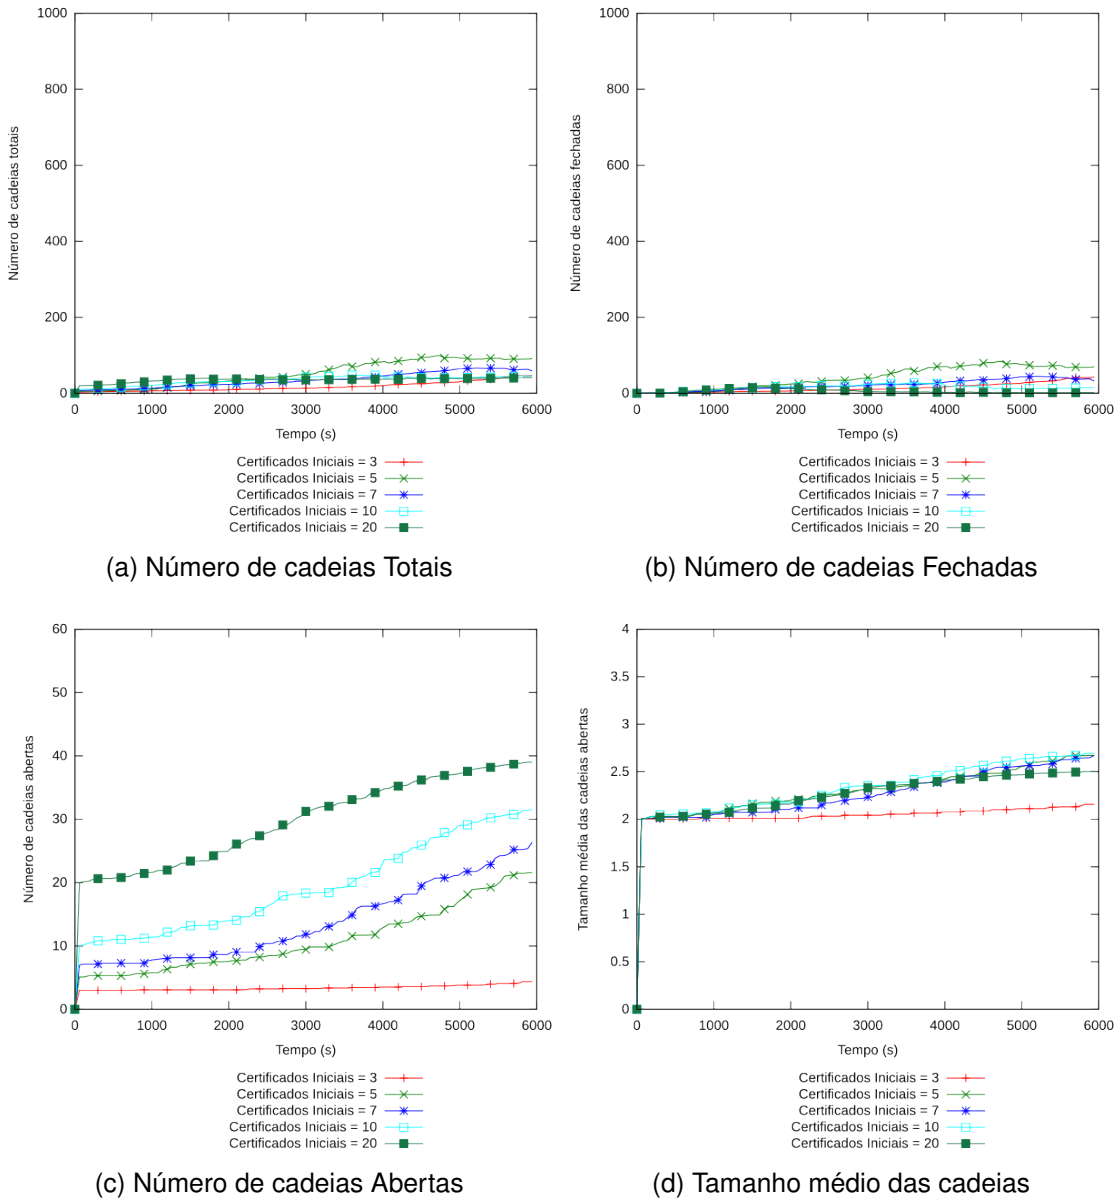 1000
800
600
400
200
0
Número de cadeias totais
0 1000 2000 3000 4000 5000 6000
Tempo (s)
Certificados Iniciais = 3
Certificados Iniciais = 5
Certificados Iniciais = 7
Certificados Iniciais = 10
Certificados Iniciais = 20
(a) Número de cadeias Totais
1000
800
600
400
200
0
Número de cadeias fechadas
0 1000 2000 3000 4000 5000 6000
Tempo (s)
Certificados Iniciais = 3
Certificados Iniciais = 5
Certificados Iniciais = 7
Certificados Iniciais = 10
Certificados Iniciais = 20
(b) Número de cadeias Fechadas
60
50
40
30
20
10
0
Número de cadeias abertas
0 1000 2000 3000 4000 5000 6000
Tempo (s)
Certificados Iniciais = 3
Certificados Iniciais = 5
Certificados Iniciais = 7
Certificados Iniciais = 10
Certificados Iniciais = 20
(c) Número de cadeias Abertas
4
3.5
3
2.5
2
1.5
1
0.5
0
Tamanho média das cadeias abertas
0 1000 2000 3000 4000 5000 6000
Tempo (s)
Certificados Iniciais = 3
Certificados Iniciais = 5
Certificados Iniciais = 7
Certificados Iniciais = 10
Certificados Iniciais = 20
(d) Tamanho médio das cadeias